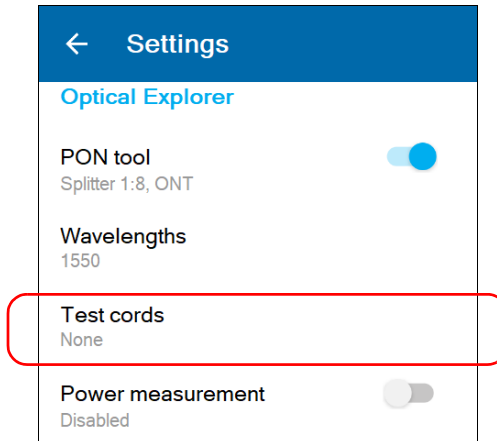 Settings
Optical Explorer
PON tool
Splitter 1:8, ONT
Wavelengths
1550
Test cords
None
Power measurement
Disabled